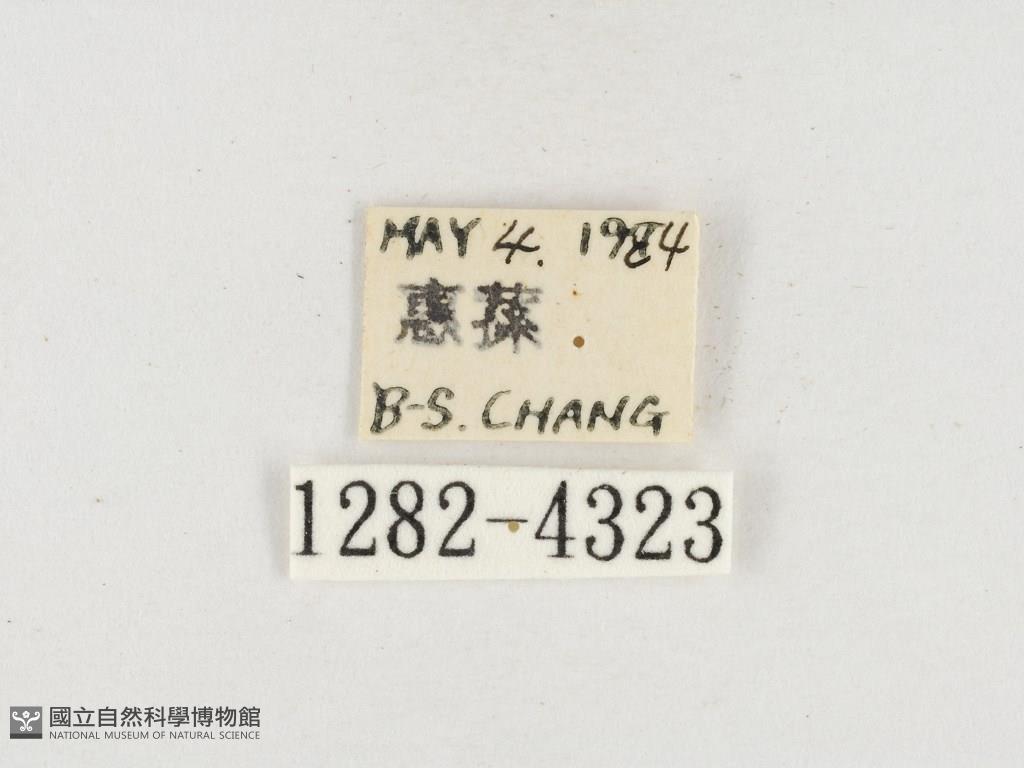 MAY 4. 1984
惠蓀
B-S. CHANG
1282-4323
國立自然科學博物館
NATIONAL MUSEUM OF NATURAL SCIENCE